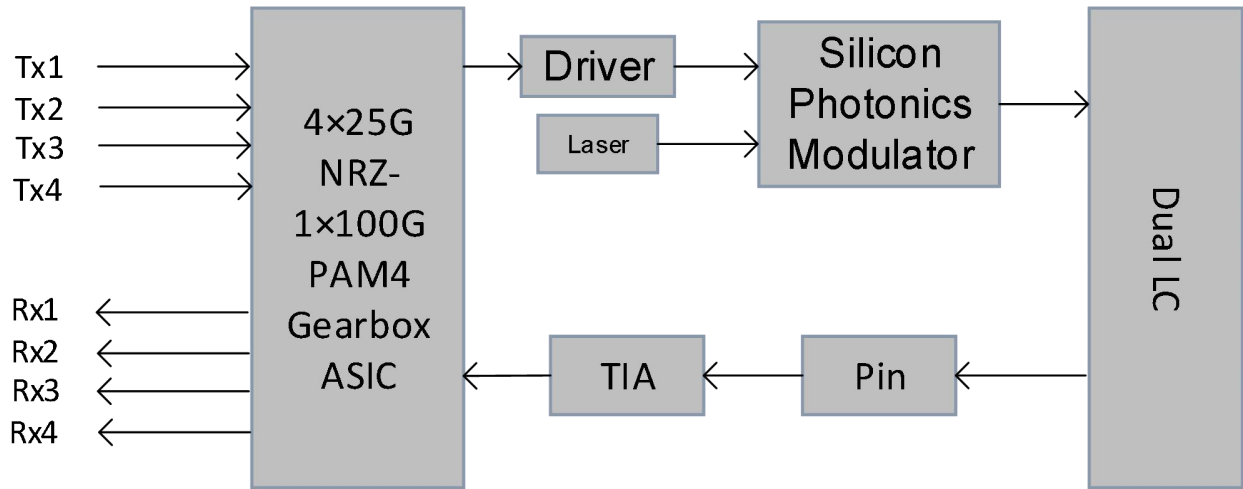 Tx1
Tx2
Tx3
Tx4
Rx1
Rx2
Rx3
Rx4
4×25G
NRZ-
1×100G
PAM4
Gearbox
ASIC
Driver
Laser
Silicon
Photonics
Modulator
TIA
Pin
Dual LC